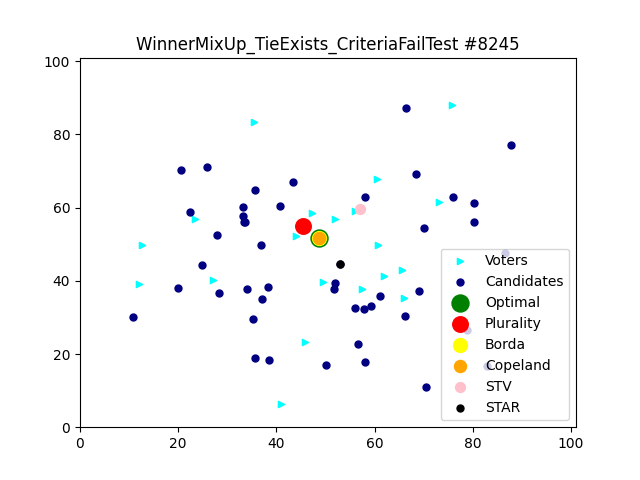 WinnerMixUp_TieExists_CriteriaFailTest #8245
100
80
60
40
20
0
0 20 40 60 80 100
Voters
Candidates
Optimal
Plurality
Borda
Copeland
STV
STAR